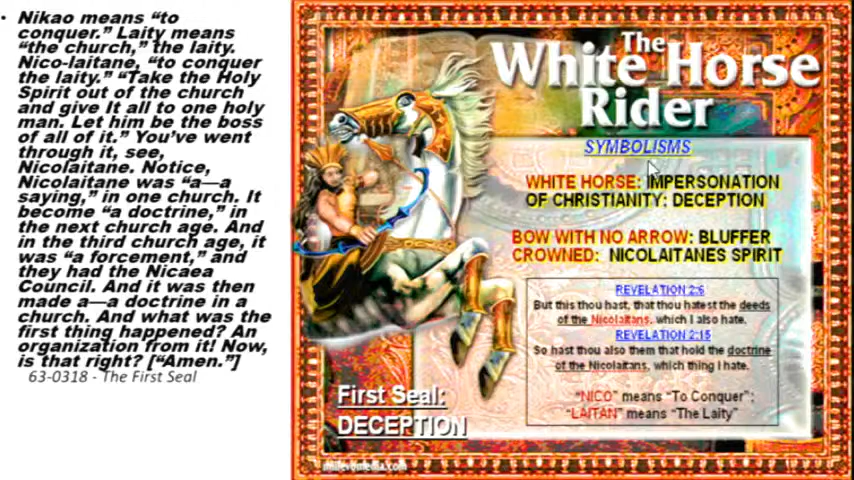 • Nikao means “to
conquer.” Laity means
“the church,” the laity.
Nico-laitane, “to conquer
the laity.” “Take the Holy
Spirit out of the church
and give It all to one holy
man. Let him be the boss
of all of it.” You’ve went
through it, see,
Nicolaitane. Notice,
Nicolaitane was “a—a
saying,” in one church. It
become “a doctrine,” in
the next church age. And
in the third church age, it
was “a forcement,” and
they had the Nicaea
Council. And it was then
made a—a doctrine in a
church. And what was the
first thing happened? An
organization from it! Now,
is that right? [“Amen.”]
63-0318 - The First Seal
The
White Horse
Rider
SYMBOLISMS
WHITE HORSE: IMPERSONATION
OF CHRISTIANITY: DECEPTION
BOW WITH NO ARROW: BLUFFER
CROWNED: NICOLAITANES SPIRIT
REVELATION 2:6
But this thou hast, that thou hatest the deeds
of the Nicolaitans, which I also hate.
REVELATION 2:15
So hast thou also them that hold the doctrine
of the Nicolaitans, which thing I hate.
“NICO” means “To Conquer”;
“LAITAN” means “The Laity”
First Seal:
DECEPTION